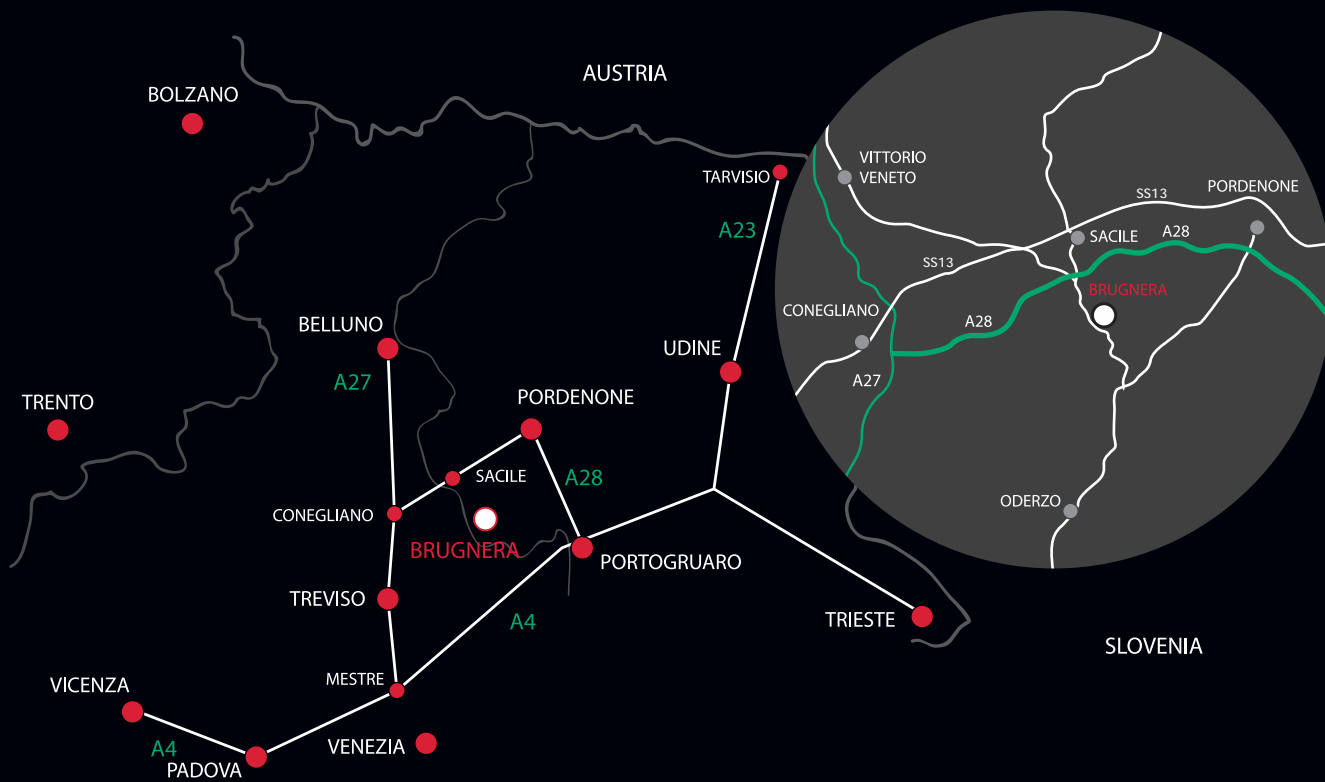 AUSTRIA
BOLZANO
TARVISIO
A23
BELLUNO
A27
UDINE
TRENTO
PORDENONE
SACILE
A28
CONEGLIANO
BRUGNERA
PORTOGRUARO
TREVISO
A4
TRIESTE
MESTRE
VICENZA
A4
VENEZIA
PADOVA
SLOVENIA
VITTORIO
VENETO
SS13
PORDENONE
SACILE
A28
SS13
BRUGNERA
CONEGLIANO
A28
A27
ODERZO